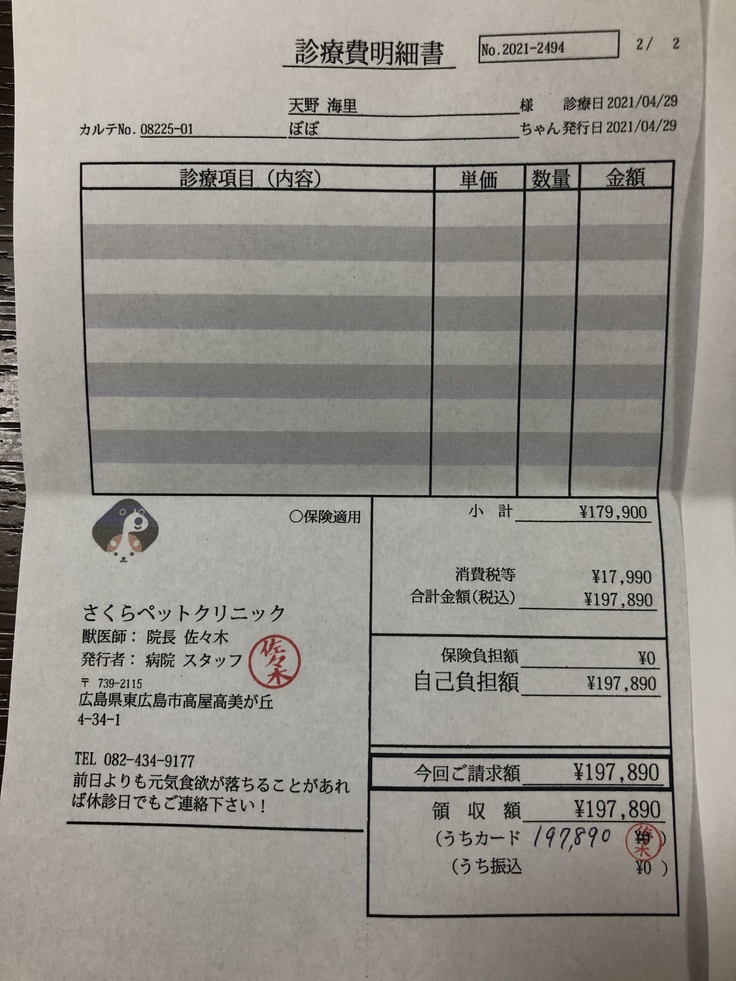 診療費明細書
No.2021-2494
2/ 2
天野 海里 様 診療日 2021/04/29
カルテNo. 08225-01 ぽぽ ちゃん 発行日 2021/04/29
診療項目（内容） 単価 数量 金額
小 計 ¥179,900
○保険適用
消費税等 ¥17,990
合計金額(税込) ¥197,890
保険負担額 ¥0
自己負担額 ¥197,890
今回ご請求額 ¥197,890
領 収 額 ¥197,890
(うちカード 197,890 ¥0 )
佐々木
(うち振込 ¥0 )
さくらペットクリニック
獣医師： 院長 佐々木
発行者： 病院 スタッフ
佐々木
〒 739-2115
広島県東広島市高屋高美が丘
4-34-1
TEL 082-434-9177
前日よりも元気食欲が落ちることがあれ
ば休診日でもご連絡下さい！